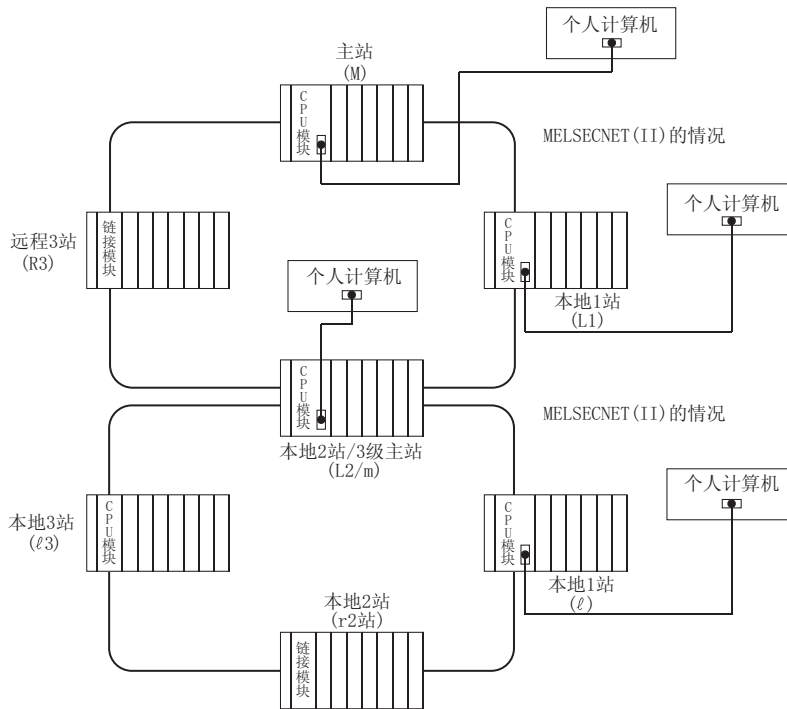 个人计算机
主站
(M)
CPU模块
MELSECNET(II)的情况
个人计算机
远程3站
(R3)
链接模块
CPU模块
个人计算机
本地1站
(L1)
CPU模块
MELSECNET(II)的情况
本地2站/3级主站
(L2/m)
个人计算机
本地3站
(ℓ3)
CPU模块
CPU模块
本地2站
(r2站)
本地1站
(ℓ)
链接模块